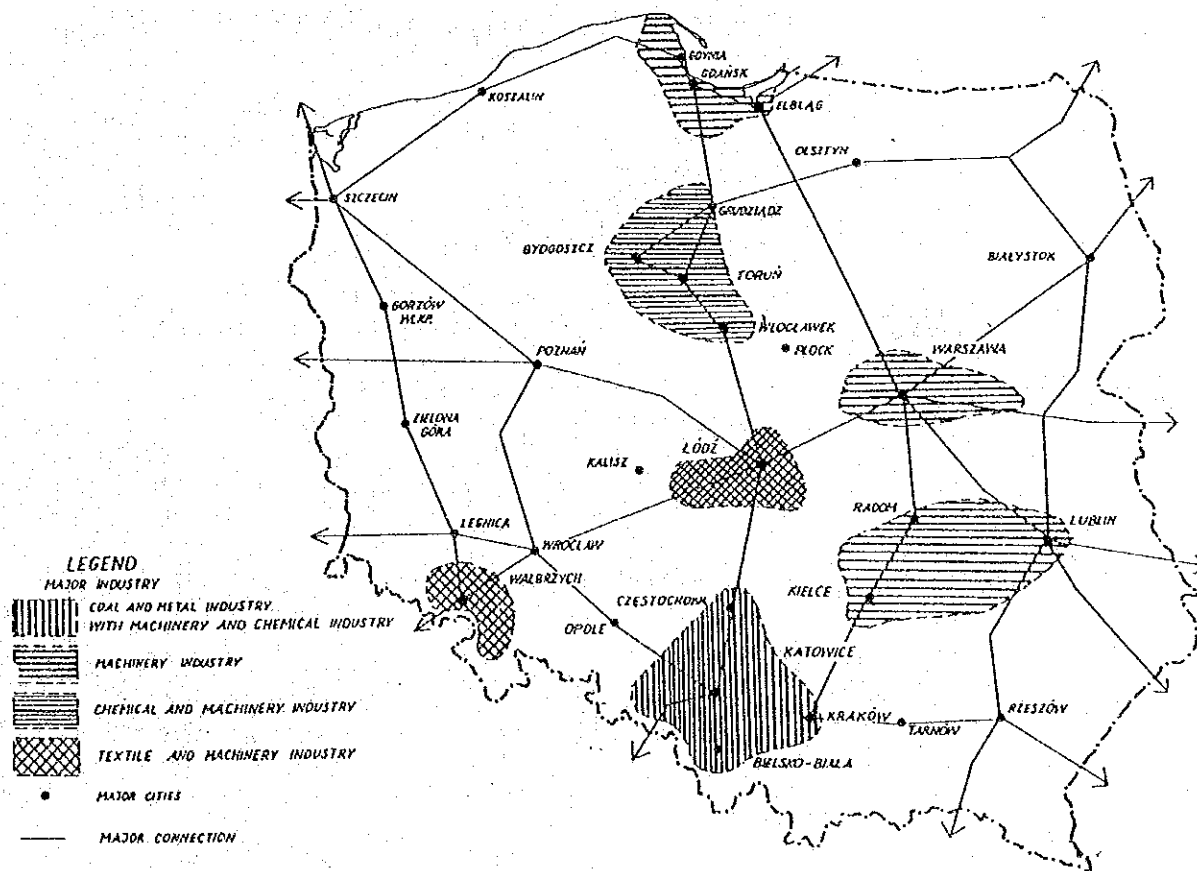 GDYNIA
GDAŃSK
KOSZALIN
ELBLĄG
OLSZTYN
SZCZECIN
GRUDZIĄDZ
BYDGOSZCZ
TORUŃ
BIAŁYSTOK
GORZÓW
WLKP.
WŁOCŁAWEK
PŁOCK
WARSZAWA
POZNAŃ
ZIELONA
GÓRA
ŁÓDŹ
KALISZ
RADOM
LUBLIN
LEGNICA
WROCŁAW
WAŁBRZYCH
KIELCE
CZĘSTOCHOWA
OPOLE
KATOWICE
KRAKÓW
TARNÓW
RZESZÓW
BIELSKO-BIAŁA
LEGEND
MAJOR INDUSTRY
COAL AND METAL INDUSTRY
WITH MACHINERY AND CHEMICAL INDUSTRY
MACHINERY INDUSTRY
CHEMICAL AND MACHINERY INDUSTRY
TEXTILE AND MACHINERY INDUSTRY
MAJOR CITIES
MAJOR CONNECTION